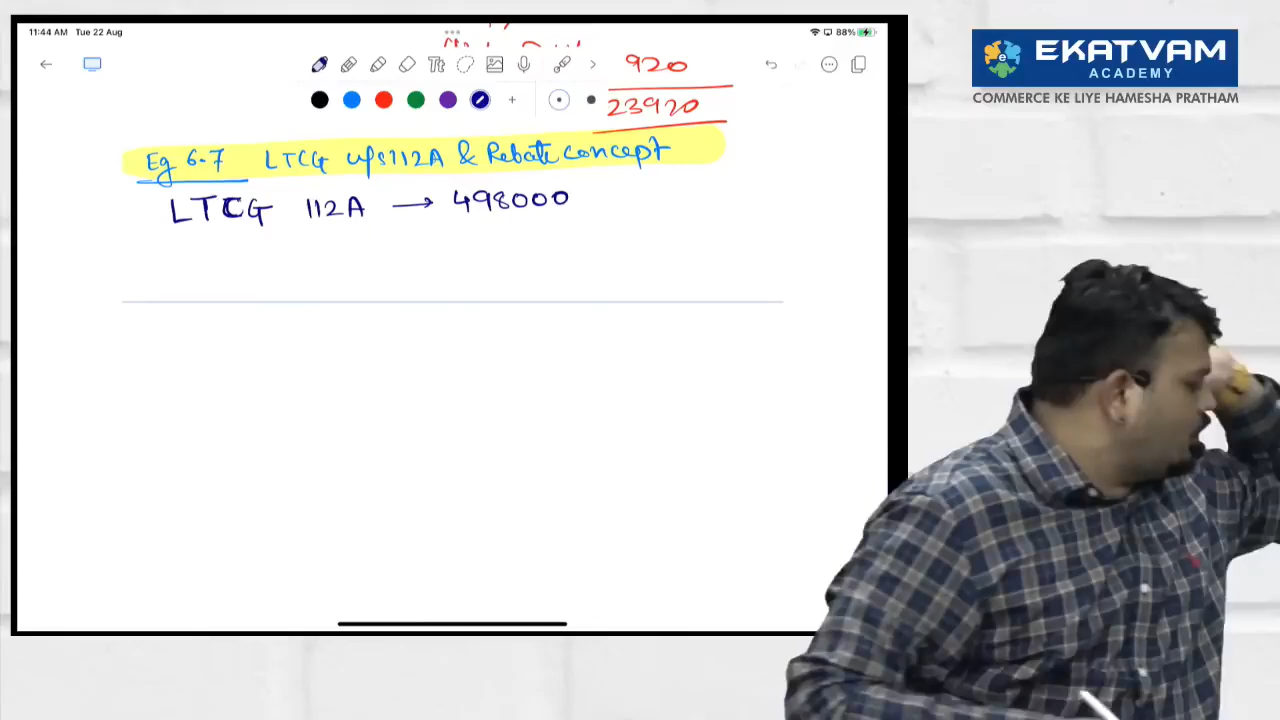 11:44 AM Tue 22 Aug
88%
920
23920
Eg 6.7 LTCG u/s 112A & Rebate concept
LTCG 112A → 498000
EKATVAM
ACADEMY
COMMERCE KE LIYE HAMESHA PRATHAM